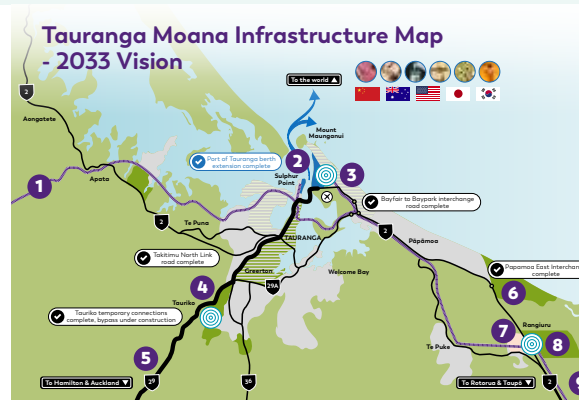 Tauranga Moana Infrastructure Map
- 2033 Vision
To the world ▲
2
Aongatete
Mount
Maunganui
Port of Tauranga berth
extension complete
2
Sulphur
Point
3
1
Apata
Bayfair to Baypark interchange
road complete
2
Te Puna
TAURANGA
2
Pāpāmoa
Takitimu North Link
road complete
Greerton
Welcome Bay
Papamoa East Interchan
complete
4
29A
Tauriko
6
Tauriko temporary connections
complete, bypass under construction
Rangiuru
7
8
Te Puke
5
To Hamilton & Auckland ▼
29
36
To Rotorua & Taupō ▼
2
9